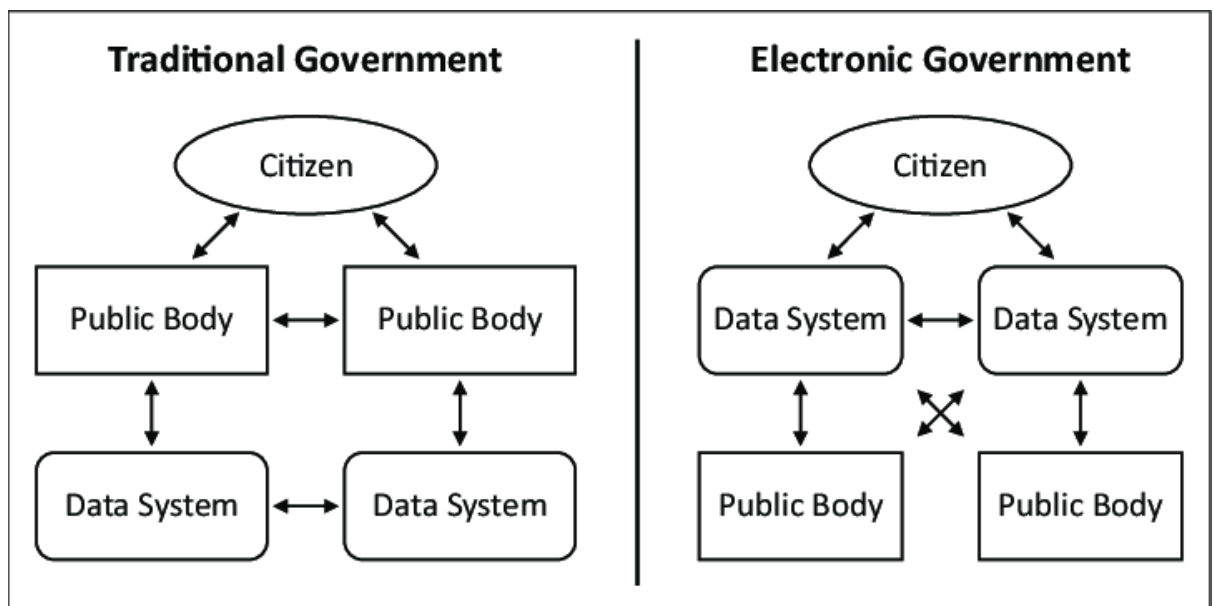 Traditional Government
Citizen
Public Body
Public Body
Data System
Data System
Electronic Government
Citizen
Data System
Data System
Public Body
Public Body